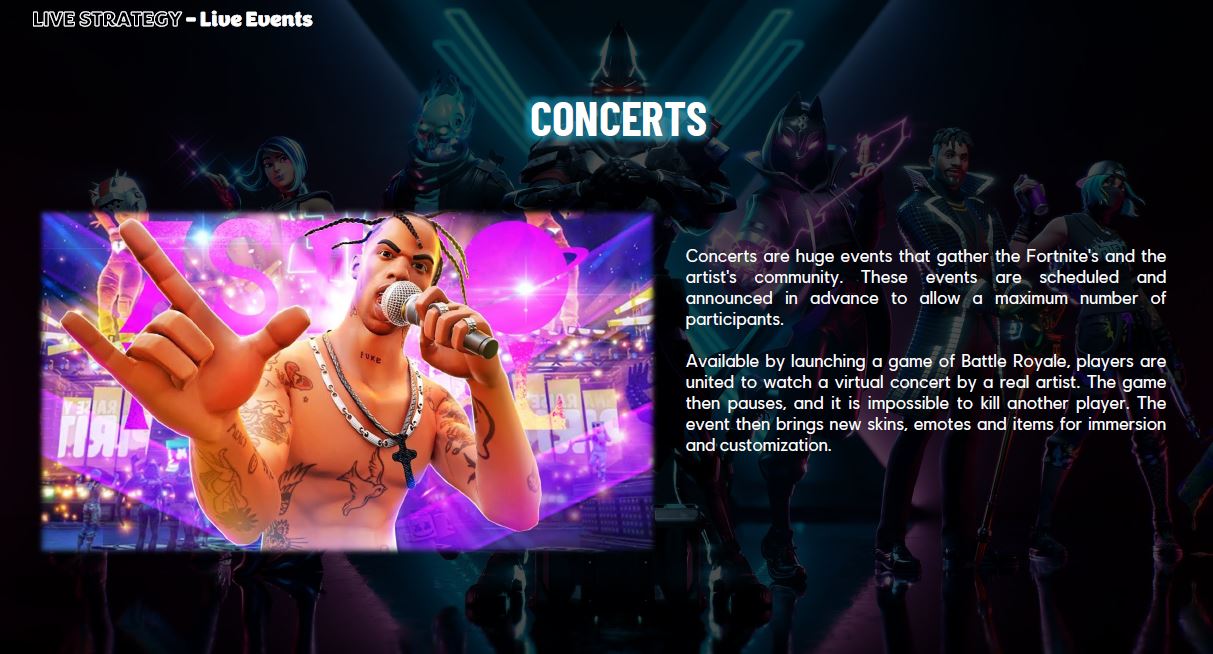 LIVE STRATEGY - Live Events
CONCERTS
Concerts are huge events that gather the Fortnite's and the
artist's community. These events are scheduled and
announced in advance to allow a maximum number of
participants.
Available by launching a game of Battle Royale, players are
united to watch a virtual concert by a real artist. The game
then pauses, and it is impossible to kill another player. The
event then brings new skins, emotes and items for immersion
and customization.